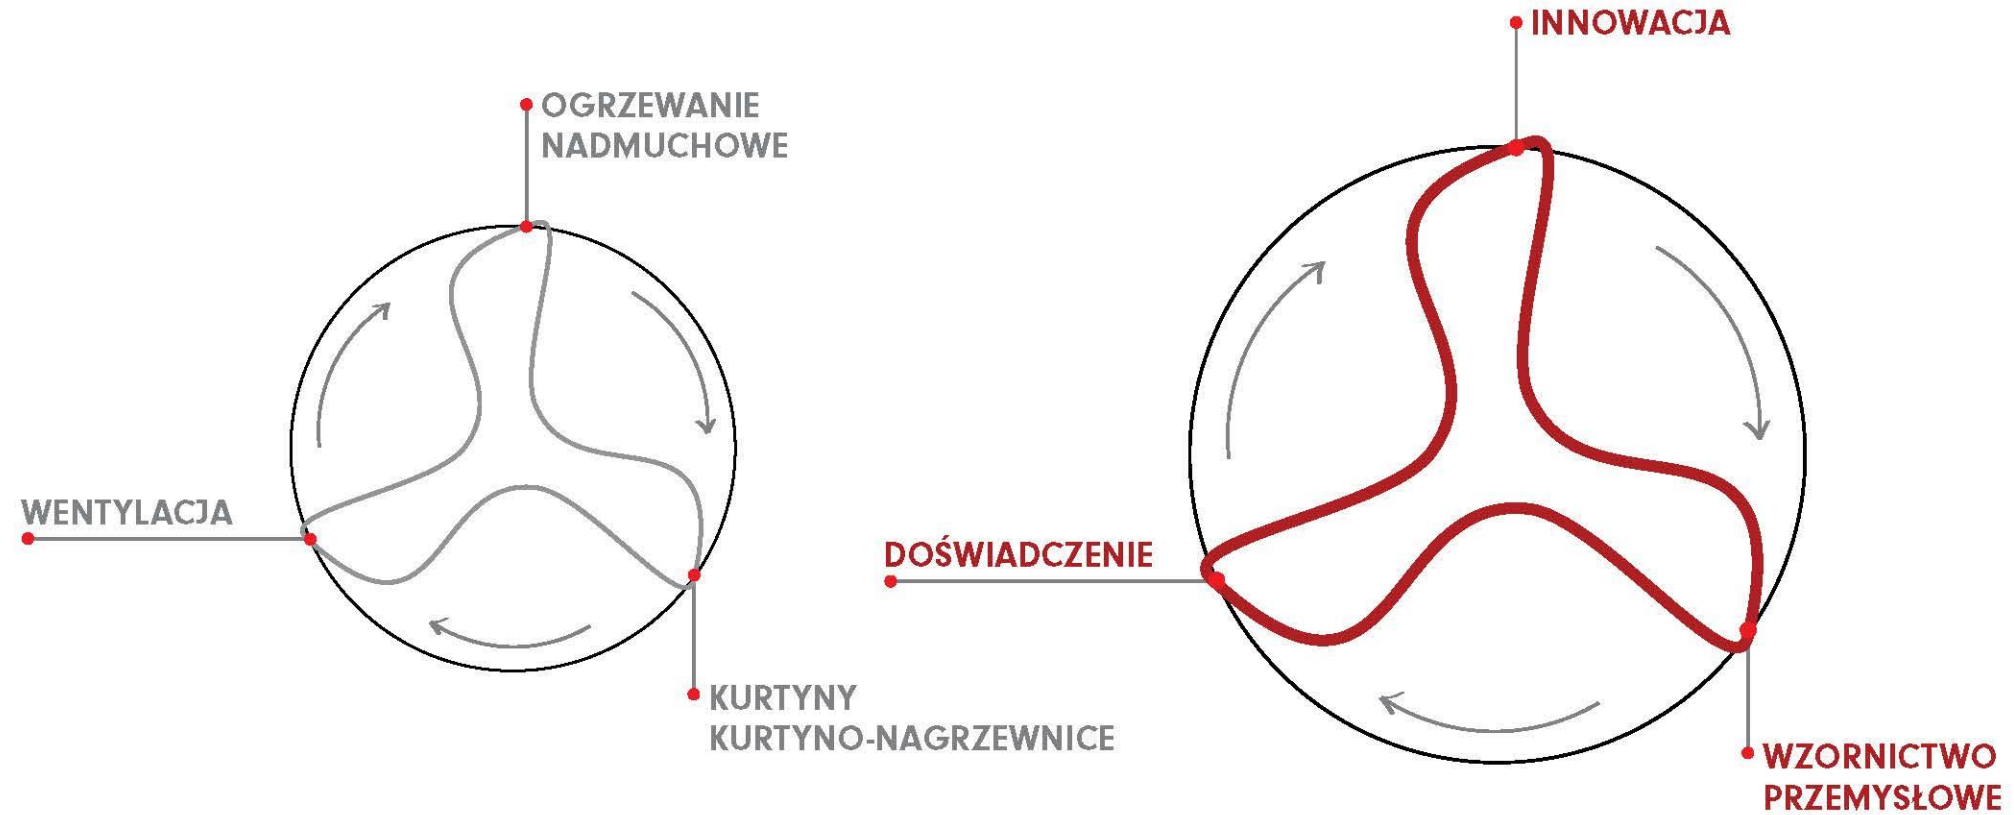 OGRZEWANIE
NADMUCHOWE
WENTYLACJA
KURTYNY
KURTYNO-NAGRZEWNICE
INNOWACJA
DOŚWIADCZENIE
WZORNICTWO
PRZEMYSŁOWE